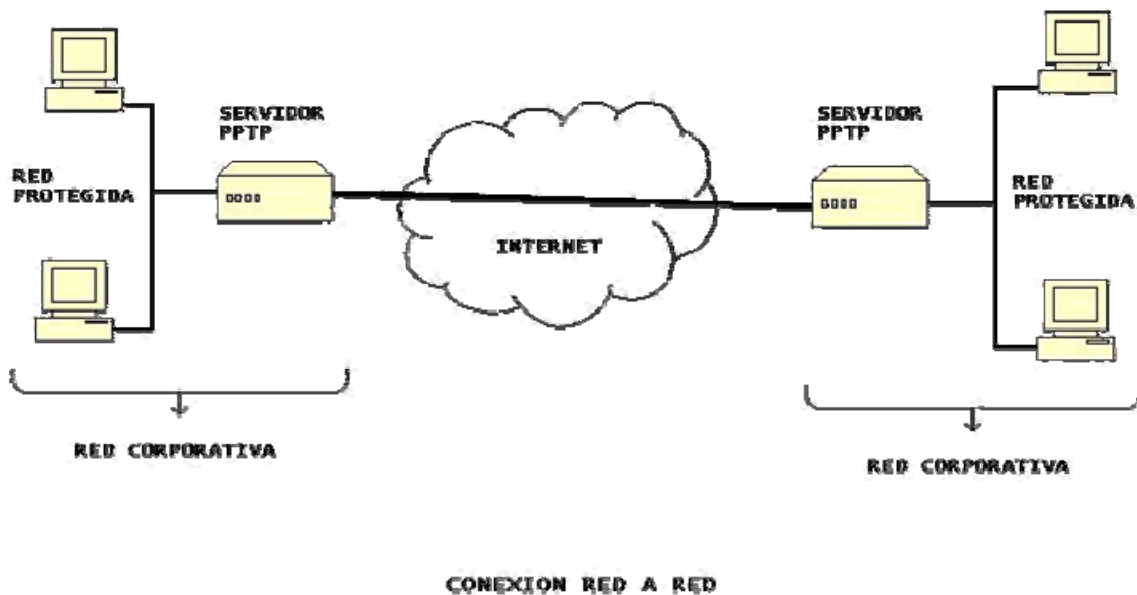 SERVIDOR
PPTP
RED
PROTEGIDA
INTERNET
SERVIDOR
PPTP
RED
PROTEGIDA
RED CORPORATIVA
RED CORPORATIVA
CONEXION RED A RED